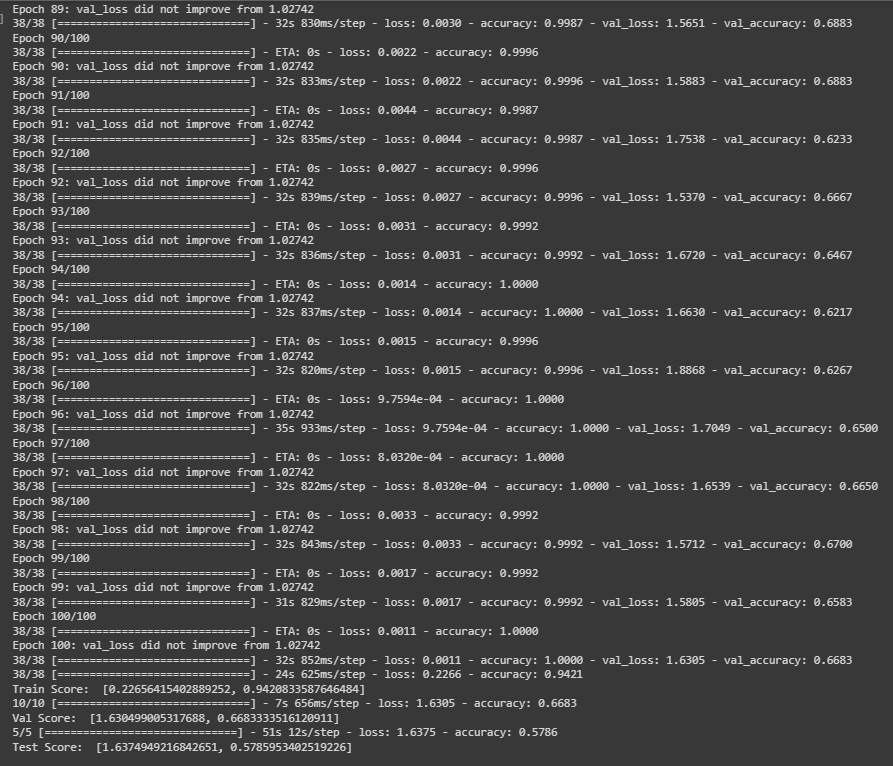 Epoch 89: val_loss did not improve from 1.02742
38/38 [==============================] - 32s 830ms/step - loss: 0.0030 - accuracy: 0.9987 - val_loss: 1.5651 - val_accuracy: 0.6883
Epoch 90/100
38/38 [==============================] - ETA: 0s - loss: 0.0022 - accuracy: 0.9996
Epoch 90: val_loss did not improve from 1.02742
38/38 [==============================] - 32s 833ms/step - loss: 0.0022 - accuracy: 0.9996 - val_loss: 1.5883 - val_accuracy: 0.6883
Epoch 91/100
38/38 [==============================] - ETA: 0s - loss: 0.0044 - accuracy: 0.9987
Epoch 91: val_loss did not improve from 1.02742
38/38 [==============================] - 32s 835ms/step - loss: 0.0044 - accuracy: 0.9987 - val_loss: 1.7538 - val_accuracy: 0.6233
Epoch 92/100
38/38 [==============================] - ETA: 0s - loss: 0.0027 - accuracy: 0.9996
Epoch 92: val_loss did not improve from 1.02742
38/38 [==============================] - 32s 839ms/step - loss: 0.0027 - accuracy: 0.9996 - val_loss: 1.5370 - val_accuracy: 0.6667
Epoch 93/100
38/38 [==============================] - ETA: 0s - loss: 0.0031 - accuracy: 0.9992
Epoch 93: val_loss did not improve from 1.02742
38/38 [==============================] - 32s 836ms/step - loss: 0.0031 - accuracy: 0.9992 - val_loss: 1.6720 - val_accuracy: 0.6467
Epoch 94/100
38/38 [==============================] - ETA: 0s - loss: 0.0014 - accuracy: 1.0000
Epoch 94: val_loss did not improve from 1.02742
38/38 [==============================] - 32s 837ms/step - loss: 0.0014 - accuracy: 1.0000 - val_loss: 1.6630 - val_accuracy: 0.6217
Epoch 95/100
38/38 [==============================] - ETA: 0s - loss: 0.0015 - accuracy: 0.9996
Epoch 95: val_loss did not improve from 1.02742
38/38 [==============================] - 32s 820ms/step - loss: 0.0015 - accuracy: 0.9996 - val_loss: 1.8868 - val_accuracy: 0.6267
Epoch 96/100
38/38 [==============================] - ETA: 0s - loss: 9.7594e-04 - accuracy: 1.0000
Epoch 96: val_loss did not improve from 1.02742
38/38 [==============================] - 35s 933ms/step - loss: 9.7594e-04 - accuracy: 1.0000 - val_loss: 1.7049 - val_accuracy: 0.6500
Epoch 97/100
38/38 [==============================] - ETA: 0s - loss: 8.0320e-04 - accuracy: 1.0000
Epoch 97: val_loss did not improve from 1.02742
38/38 [==============================] - 32s 822ms/step - loss: 8.0320e-04 - accuracy: 1.0000 - val_loss: 1.6539 - val_accuracy: 0.6650
Epoch 98/100
38/38 [==============================] - ETA: 0s - loss: 0.0033 - accuracy: 0.9992
Epoch 98: val_loss did not improve from 1.02742
38/38 [==============================] - 32s 843ms/step - loss: 0.0033 - accuracy: 0.9992 - val_loss: 1.5712 - val_accuracy: 0.6700
Epoch 99/100
38/38 [==============================] - ETA: 0s - loss: 0.0017 - accuracy: 0.9992
Epoch 99: val_loss did not improve from 1.02742
38/38 [==============================] - 31s 829ms/step - loss: 0.0017 - accuracy: 0.9992 - val_loss: 1.5805 - val_accuracy: 0.6583
Epoch 100/100
38/38 [==============================] - ETA: 0s - loss: 0.0011 - accuracy: 1.0000
Epoch 100: val_loss did not improve from 1.02742
38/38 [==============================] - 32s 852ms/step - loss: 0.0011 - accuracy: 1.0000 - val_loss: 1.6305 - val_accuracy: 0.6683
38/38 [==============================] - 24s 625ms/step - loss: 0.2266 - accuracy: 0.9421
Train Score:  [0.22656415402889252, 0.9420833587646484]
10/10 [==============================] - 7s 656ms/step - loss: 1.6305 - accuracy: 0.6683
Val Score:  [1.630499005317688, 0.6683333516120911]
5/5 [==============================] - 51s 12s/step - loss: 1.6375 - accuracy: 0.5786
Test Score:  [1.6374949216842651, 0.5785953402519226]